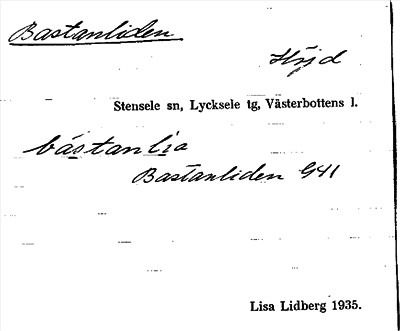 Bastanliden
Höjd
Stensele sn, Lycksele tg, Västerbottens l.
bástanlia
Bastanliden G41
Lisa Lidberg 1935.